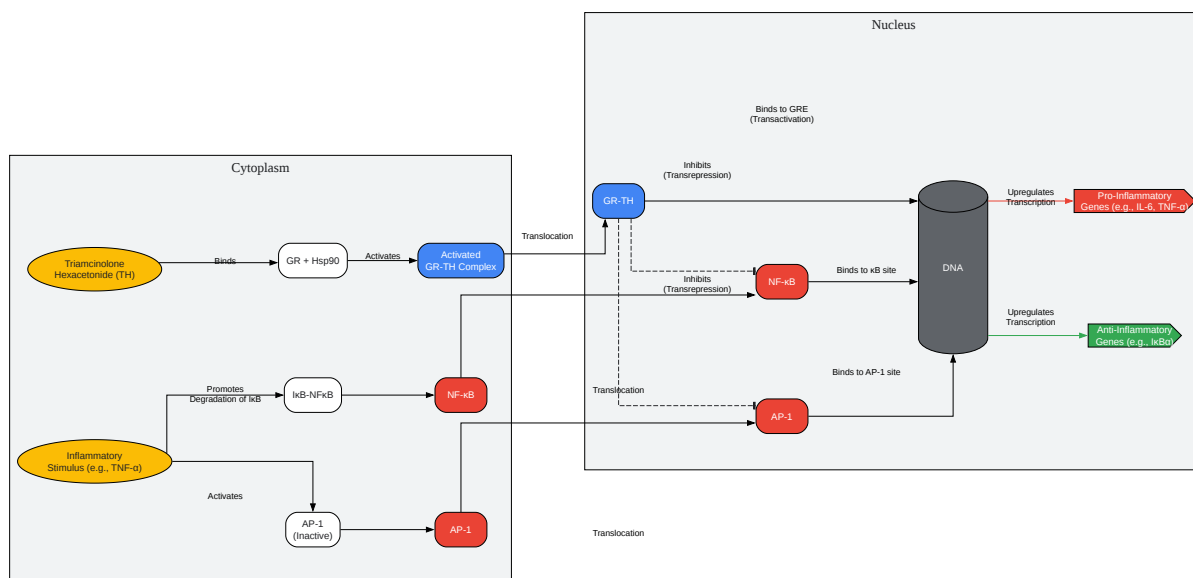 Nucleus
Binds to GRE
(Transactivation)
Cytoplasm
Inhibits
(Transrepression)
GR-TH
Upregulates
Transcription
Pro-Inflammatory
Genes (e.g., IL-6, TNF-α)
Translocation
Triamcinolone
Hexacetonide (TH)
Binds
GR + Hsp90
Activates
Activated
GR-TH Complex
Inhibits
(Transrepression)
NF-κB
Binds to κB site
DNA
Upregulates
Transcription
Anti-Inflammatory
Genes (e.g., IκBα)
Binds to AP-1 site
Promotes
Degradation of IκB
IκB-NFκB
NF-κB
Translocation
AP-1
Inflammatory
Stimulus (e.g., TNF-α)
Activates
AP-1
(Inactive)
AP-1
Translocation